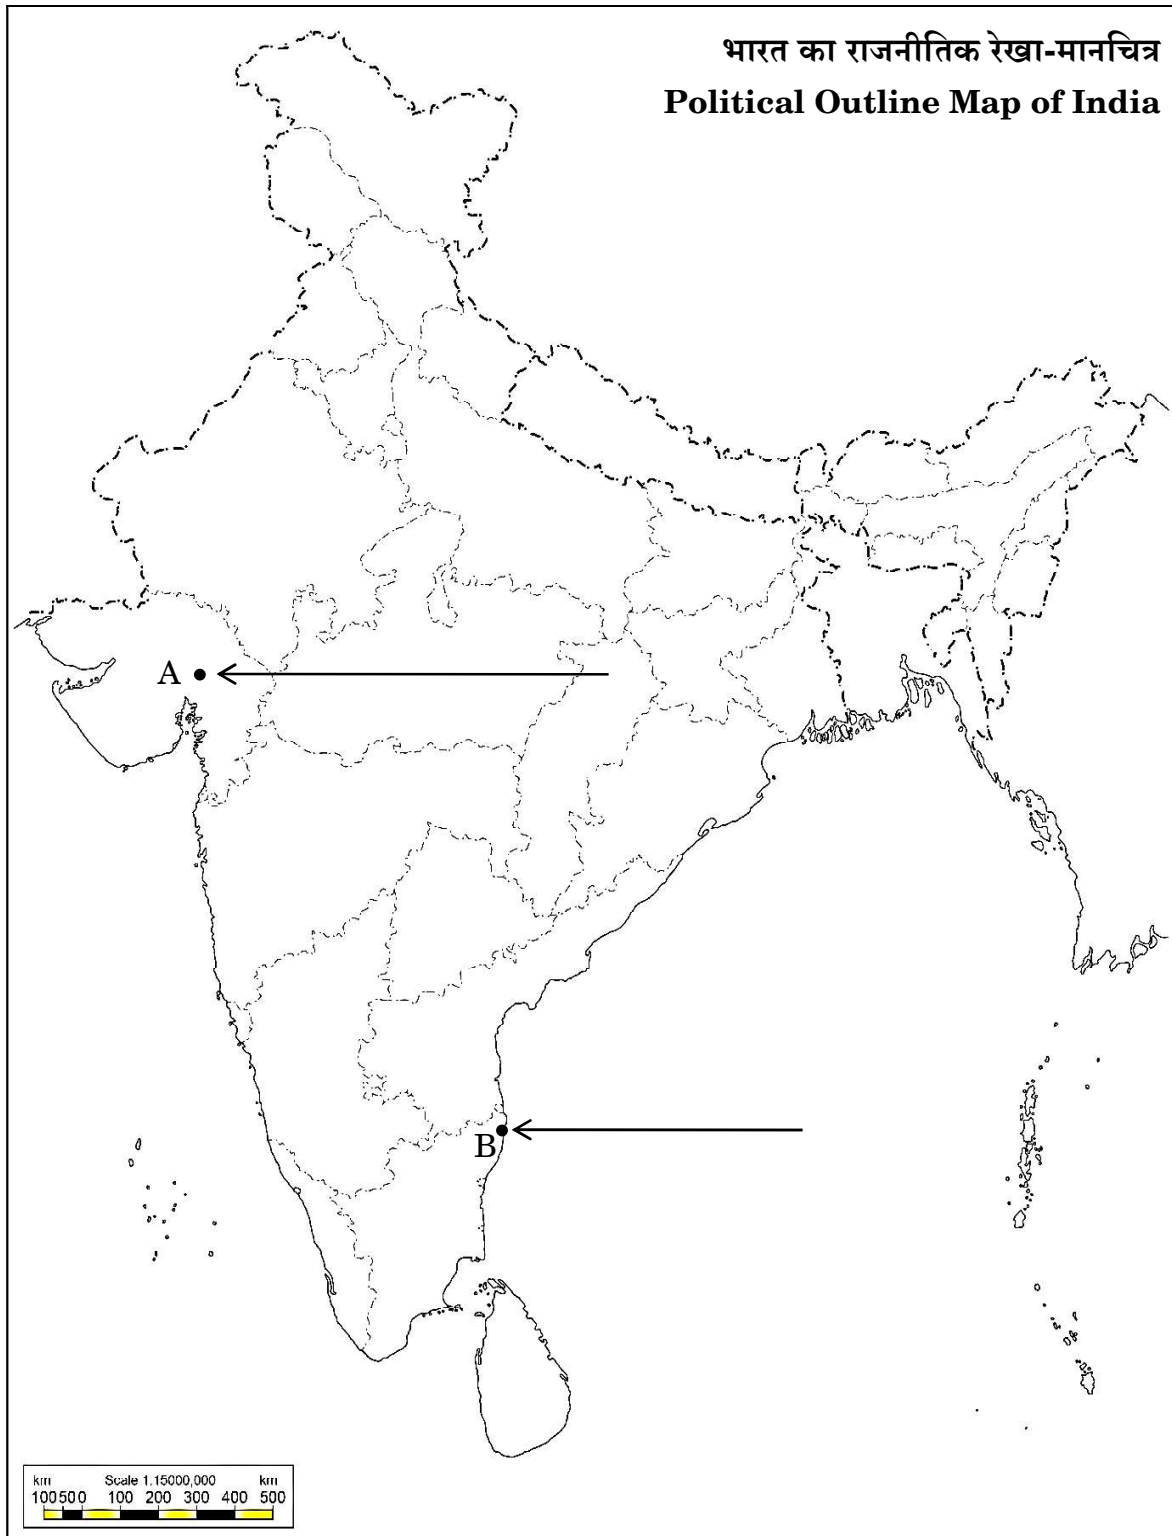 भारत का राजनीतिक रेखा-मानचित्र
Political Outline Map of India
A
B
km Scale 1:15000,000 km
100 50 0 100 200 300 400 500